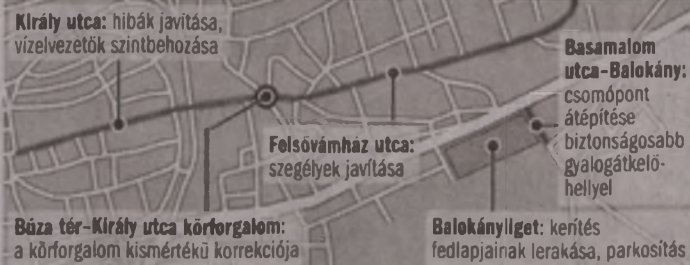 Király utca: hibák javítása,
vízelvezetők szintbehozása
Basamalom
utca–Balokány:
csomópont
átépítése
biztonságosabb
gyalogátkelő-
hellyel
Felsővámház utca:
szegélyek javítása
Búza tér–Király utca körforgalom:
a körforgalom kismértékű korrekciója
Balokányliget: kerítés
fedlapjainak lerakása, parkosítás